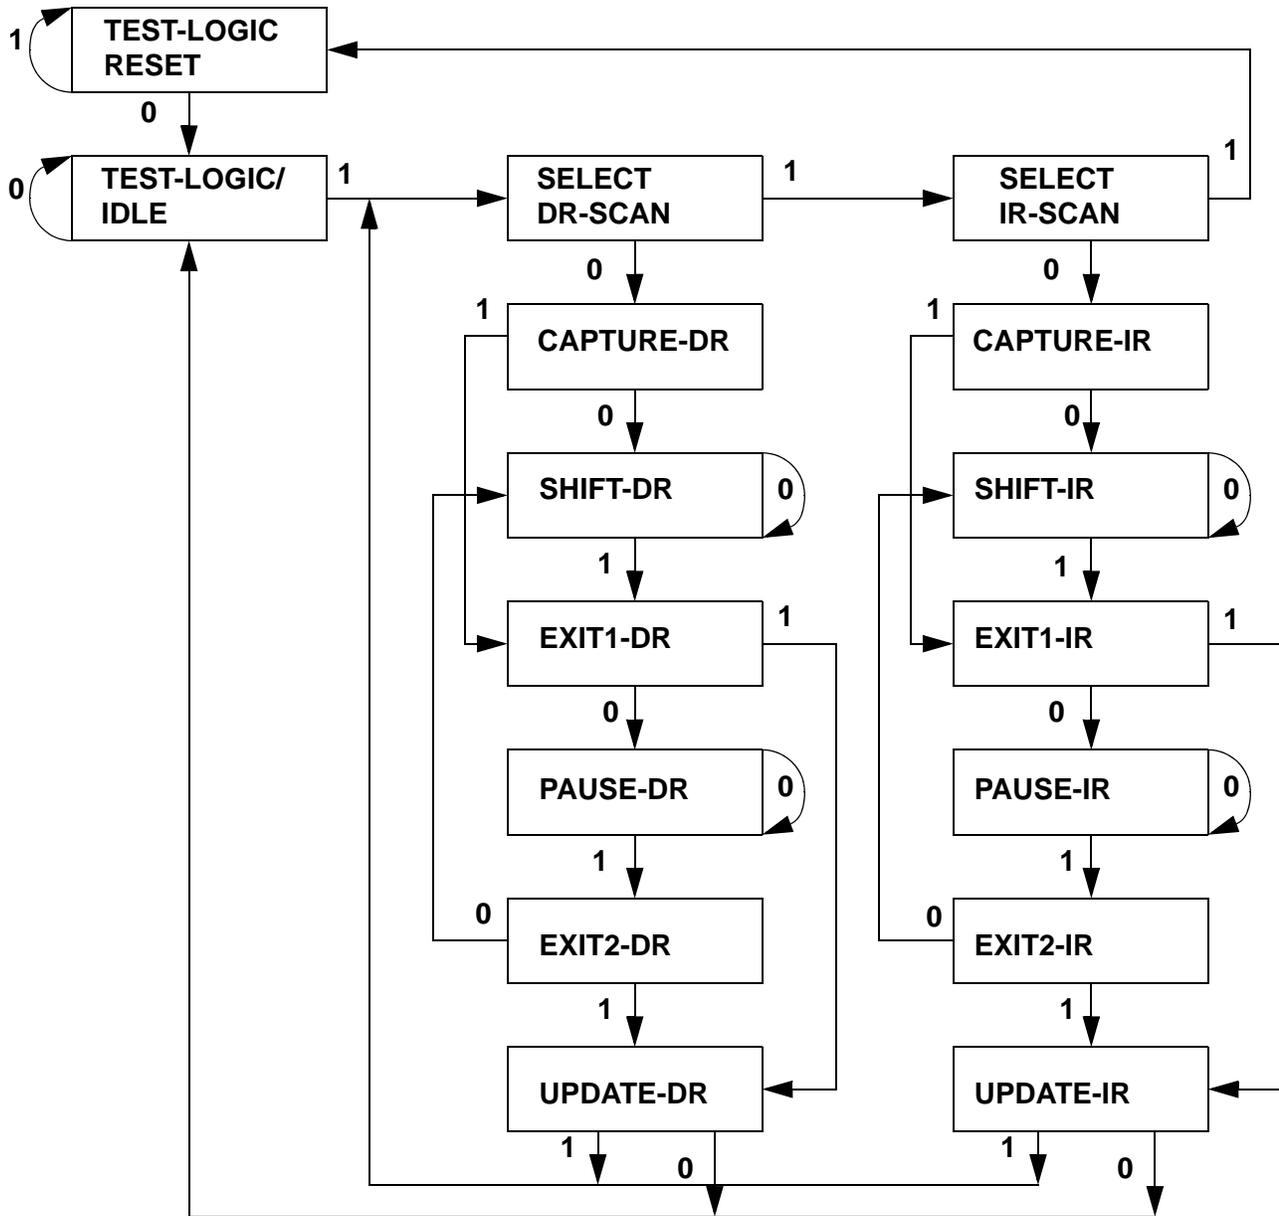 TEST-LOGIC
RESET
1
0
TEST-LOGIC/
IDLE
0
1
SELECT
DR-SCAN
1
SELECT
IR-SCAN
1
0
0
1
CAPTURE-DR
1
CAPTURE-IR
0
0
SHIFT-DR
0
SHIFT-IR
0
1
1
EXIT1-DR
1
EXIT1-IR
1
0
0
PAUSE-DR
0
PAUSE-IR
0
1
1
0
EXIT2-DR
0
EXIT2-IR
1
1
UPDATE-DR
UPDATE-IR
1
0
1
0